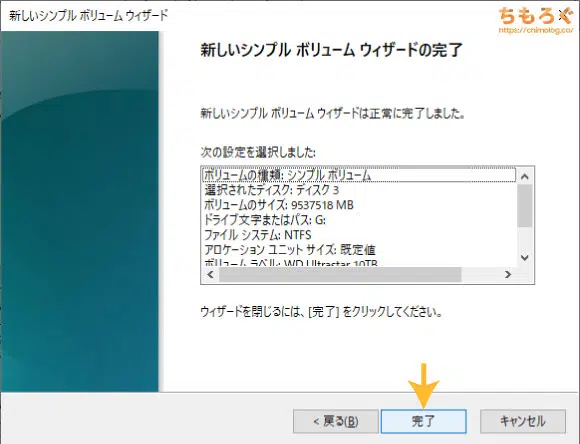 新しいシンプル ボリューム ウィザード
ちもろぐ
https://chimolog.co/
新しいシンプル ボリューム ウィザードの完了
新しいシンプル ボリューム ウィザードは正常に完了しました。
次の設定を選択しました:
ボリュームの種類: シンプル ボリューム
選択されたディスク: ディスク 3
ボリュームのサイズ: 9537518 MB
ドライブ文字またはパス: G:
ファイル システム: NTFS
アロケーション ユニット サイズ: 既定値
ボリューム ラベル: WD Ultrastar 10TB
ウィザードを閉じるには、[完了] をクリックしてください。
< 戻る(B)
完了
キャンセル